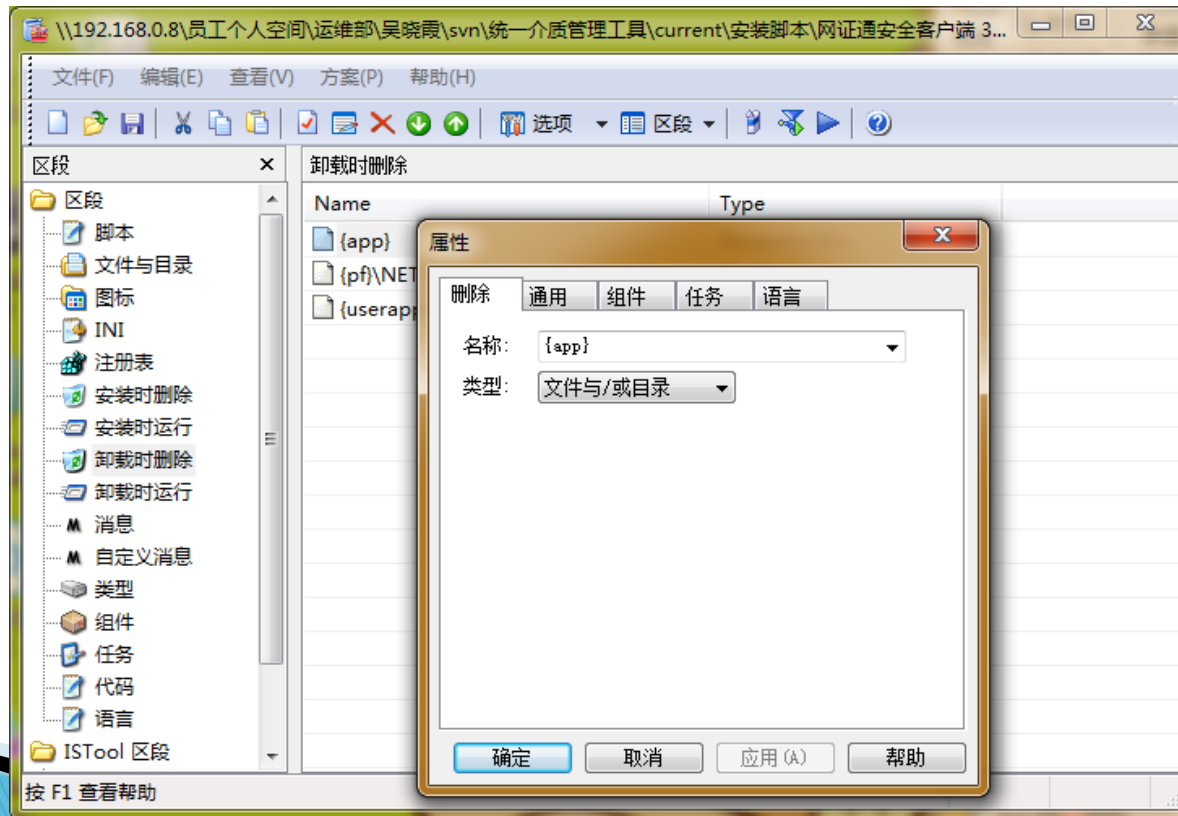 \\192.168.0.8\员工个人空间\运维部\吴晓霞\svn\统一介质管理工具\current\安装脚本\网证通安全客户端 3...
文件(F) 编辑(E) 查看(V) 方案(P) 帮助(H)
选项 区段
区段
区段
脚本
文件与目录
图标
INI
注册表
安装时删除
安装时运行
卸载时删除
卸载时运行
消息
自定义消息
类型
组件
任务
代码
语言
ISTool 区段
卸载时删除
Name Type
{app}
{pf}\NET
{userapp
属性
删除 通用 组件 任务 语言
名称: {app}
类型: 文件与/或目录
确定 取消 应用(A) 帮助
按 F1 查看帮助